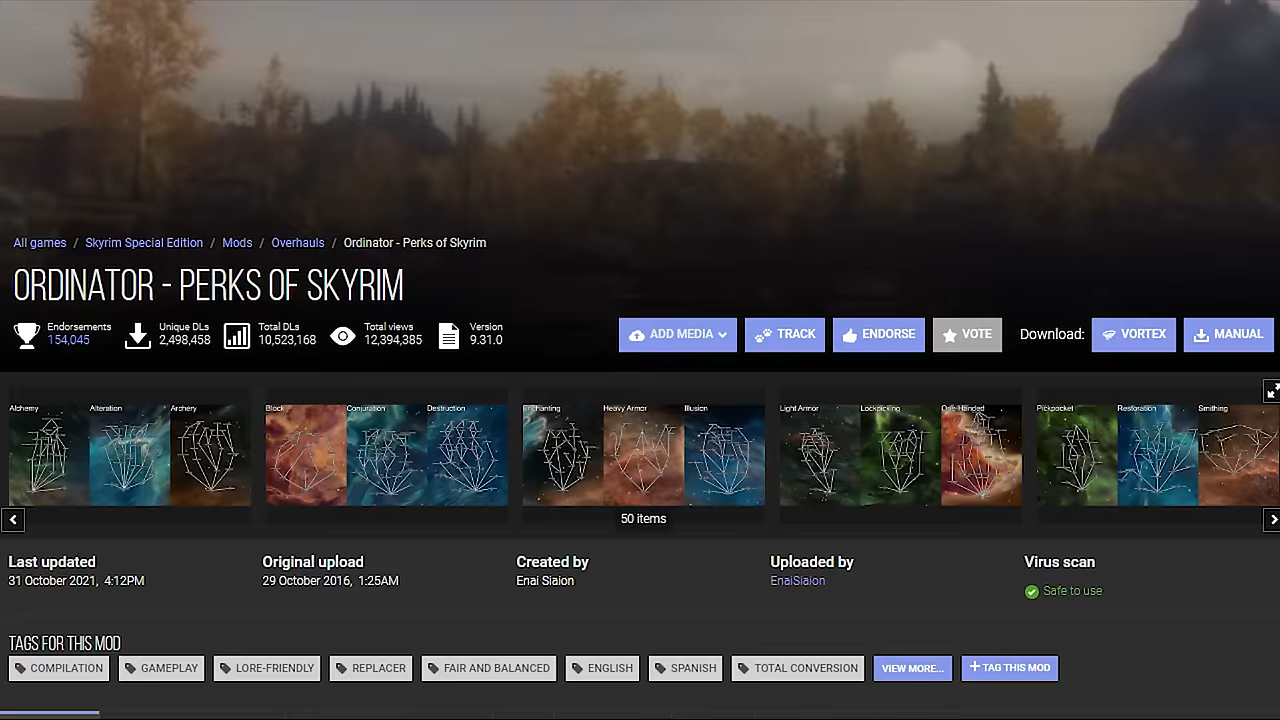 All games / Skyrim Special Edition / Mods / Overhauls / Ordinator - Perks of Skyrim
ORDINATOR - PERKS OF SKYRIM
Endorsements
154,045
Unique DLs
2,498,458
Total DLs
10,523,168
Total views
12,394,385
Version
9.31.0
ADD MEDIA
TRACK
ENDORSE
VOTE
Download:
VORTEX
MANUAL
Alchemy
Alteration
Archery
Block
Conjuration
Destruction
Enchanting
Heavy Armor
Illusion
Light Armor
Lockpicking
One-Handed
Pickpocket
Restoration
Smithing
50 items
Last updated
31 October 2021, 4:12PM
Original upload
29 October 2016, 1:25AM
Created by
Enai Siaion
Uploaded by
EnaiSiaion
Virus scan
Safe to use
TAGS FOR THIS MOD
COMPILATION
GAMEPLAY
LORE-FRIENDLY
REPLACER
FAIR AND BALANCED
ENGLISH
SPANISH
TOTAL CONVERSION
VIEW MORE...
+ TAG THIS MOD